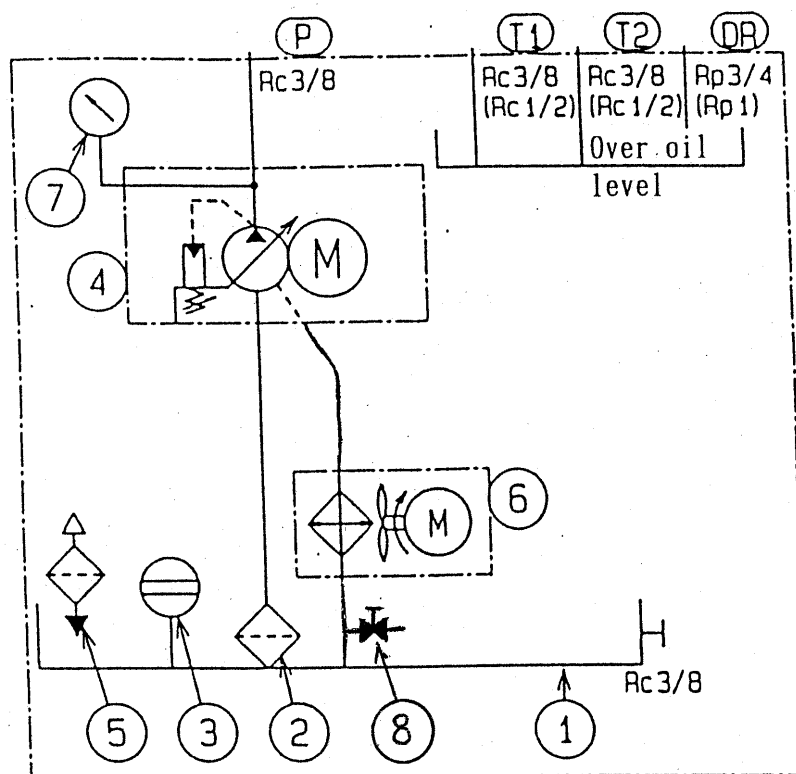 P T1 T2 DR
Rc3/8 Rc3/8 Rc3/8 Rp3/4
(Rc1/2) (Rc1/2) (Rp1)
Over oil
level
7
4
M
6
M
Rc3/8
5 3 2 8 1